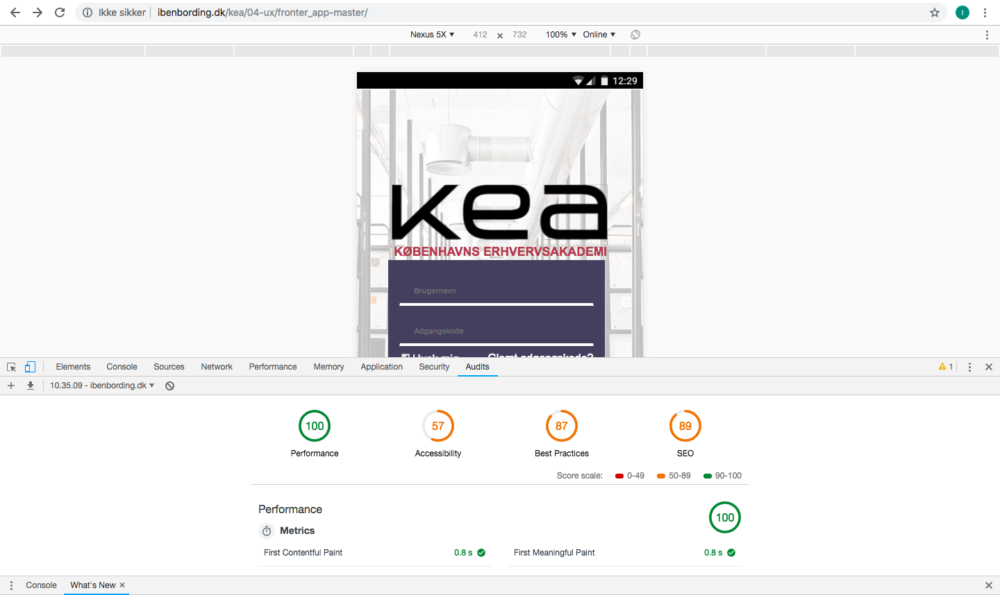 Ikke sikker ibenbording.dk/kea/04-ux/fronter_app-master/
I
Nexus 5X 412 × 732 100% Online
12:29
kea
KØBENHAVNS ERHVERVSAKADEMI
Brugernavn
Adgangskode
Elements Console Sources Network Performance Memory Application Security Audits 1
10.35.09 - ibenbording.dk
100 57 87 89
Performance Accessibility Best Practices SEO
Score scale: 0-49 50-89 90-100
Performance 100
Metrics
First Contentful Paint 0.8 s First Meaningful Paint 0.8 s
Console What's New